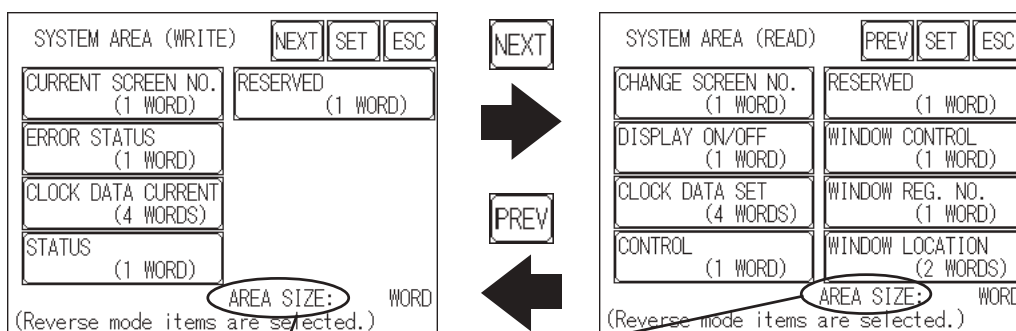 SYSTEM AREA (WRITE) NEXT SET ESC
CURRENT SCREEN NO.
(1 WORD)
RESERVED
(1 WORD)
ERROR STATUS
(1 WORD)
CLOCK DATA CURRENT
(4 WORDS)
STATUS
(1 WORD)
AREA SIZE: WORD
(Reverse mode items are selected.)
NEXT
PREV
SYSTEM AREA (READ) PREV SET ESC
CHANGE SCREEN NO.
(1 WORD)
RESERVED
(1 WORD)
DISPLAY ON/OFF
(1 WORD)
WINDOW CONTROL
(1 WORD)
CLOCK DATA SET
(4 WORDS)
WINDOW REG. NO.
(1 WORD)
CONTROL
(1 WORD)
WINDOW LOCATION
(2 WORDS)
AREA SIZE: WORD
(Reverse mode items are selected.)